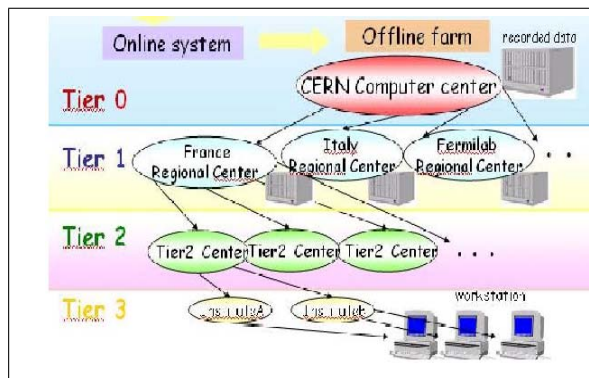 Online system
Offline farm
recorded data
CERN Computer center
Tier 0
Tier 1
France
Regional Center
Italy
Regional Center
Fermilab
Regional Center
. .
Tier 2
Tier2 Center
Tier2 Center
Tier2 Center
. . .
Tier 3
InstituteA
workstation